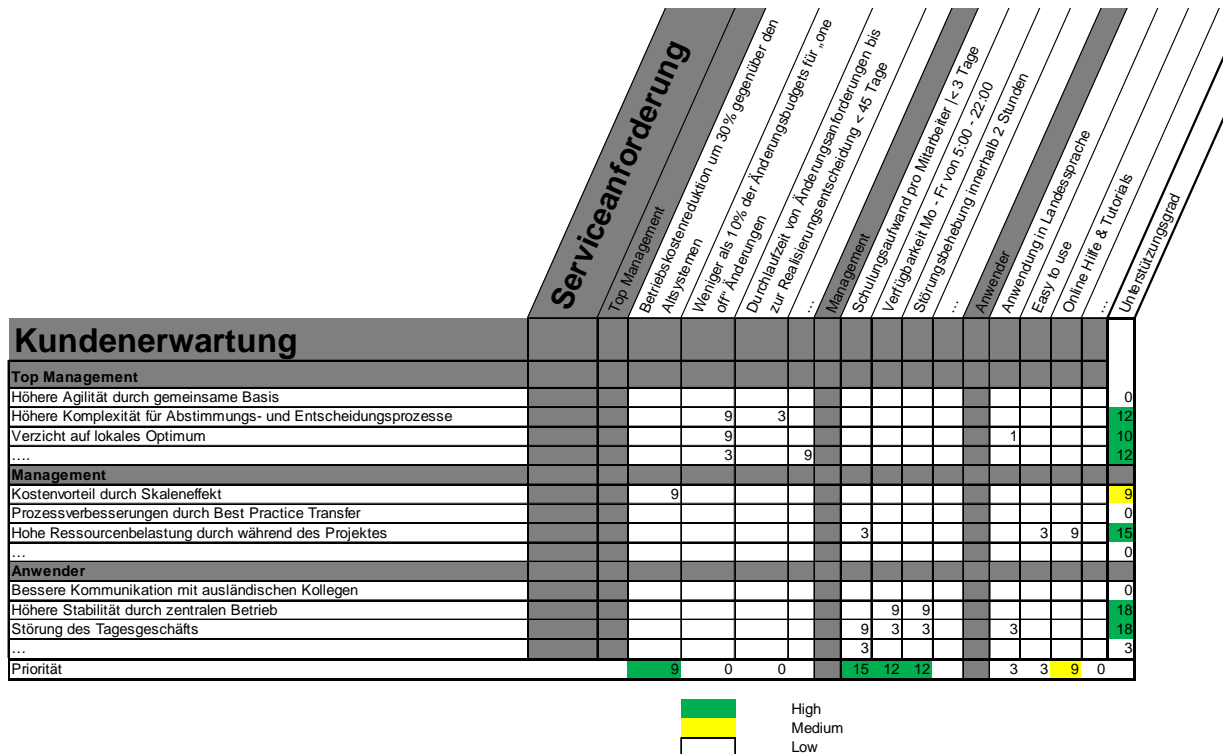 Serviceanforderung
Top Management
Betriebskostenreduktion um 30% gegenüber den
Altsystemen
Weniger als 10% der Änderungsbudgets für „one
off“ Änderungen
Durchlaufzeit von Änderungsanforderungen bis
zur Realisierungsentscheidung < 45 Tage
...
Management
Schulungsaufwand pro Mitarbeiter |< 3 Tage
Verfügbarkeit Mo - Fr von 5:00 - 22:00
Störungsbehebung innerhalb 2 Stunden
...
Anwender
Anwendung in Landessprache
Easy to use
Online Hilfe & Tutorials
...
Unterstützungsgrad
Kundenerwartung
Top Management
Höhere Agilität durch gemeinsame Basis 0
Höhere Komplexität für Abstimmungs- und Entscheidungsprozesse 9 3 12
Verzicht auf lokales Optimum 9 1 10
.... 3 9 12
Management
Kostenvorteil durch Skaleneffekt 9 9
Prozessverbesserungen durch Best Practice Transfer 0
Hohe Ressourcenbelastung durch während des Projektes 3 3 9 15
... 0
Anwender
Bessere Kommunikation mit ausländischen Kollegen 0
Höhere Stabilität durch zentralen Betrieb 9 9 18
Störung des Tagesgeschäfts 9 3 3 3 18
... 3 3
Priorität 9 0 0 15 12 12 3 3 9 0
High
Medium
Low